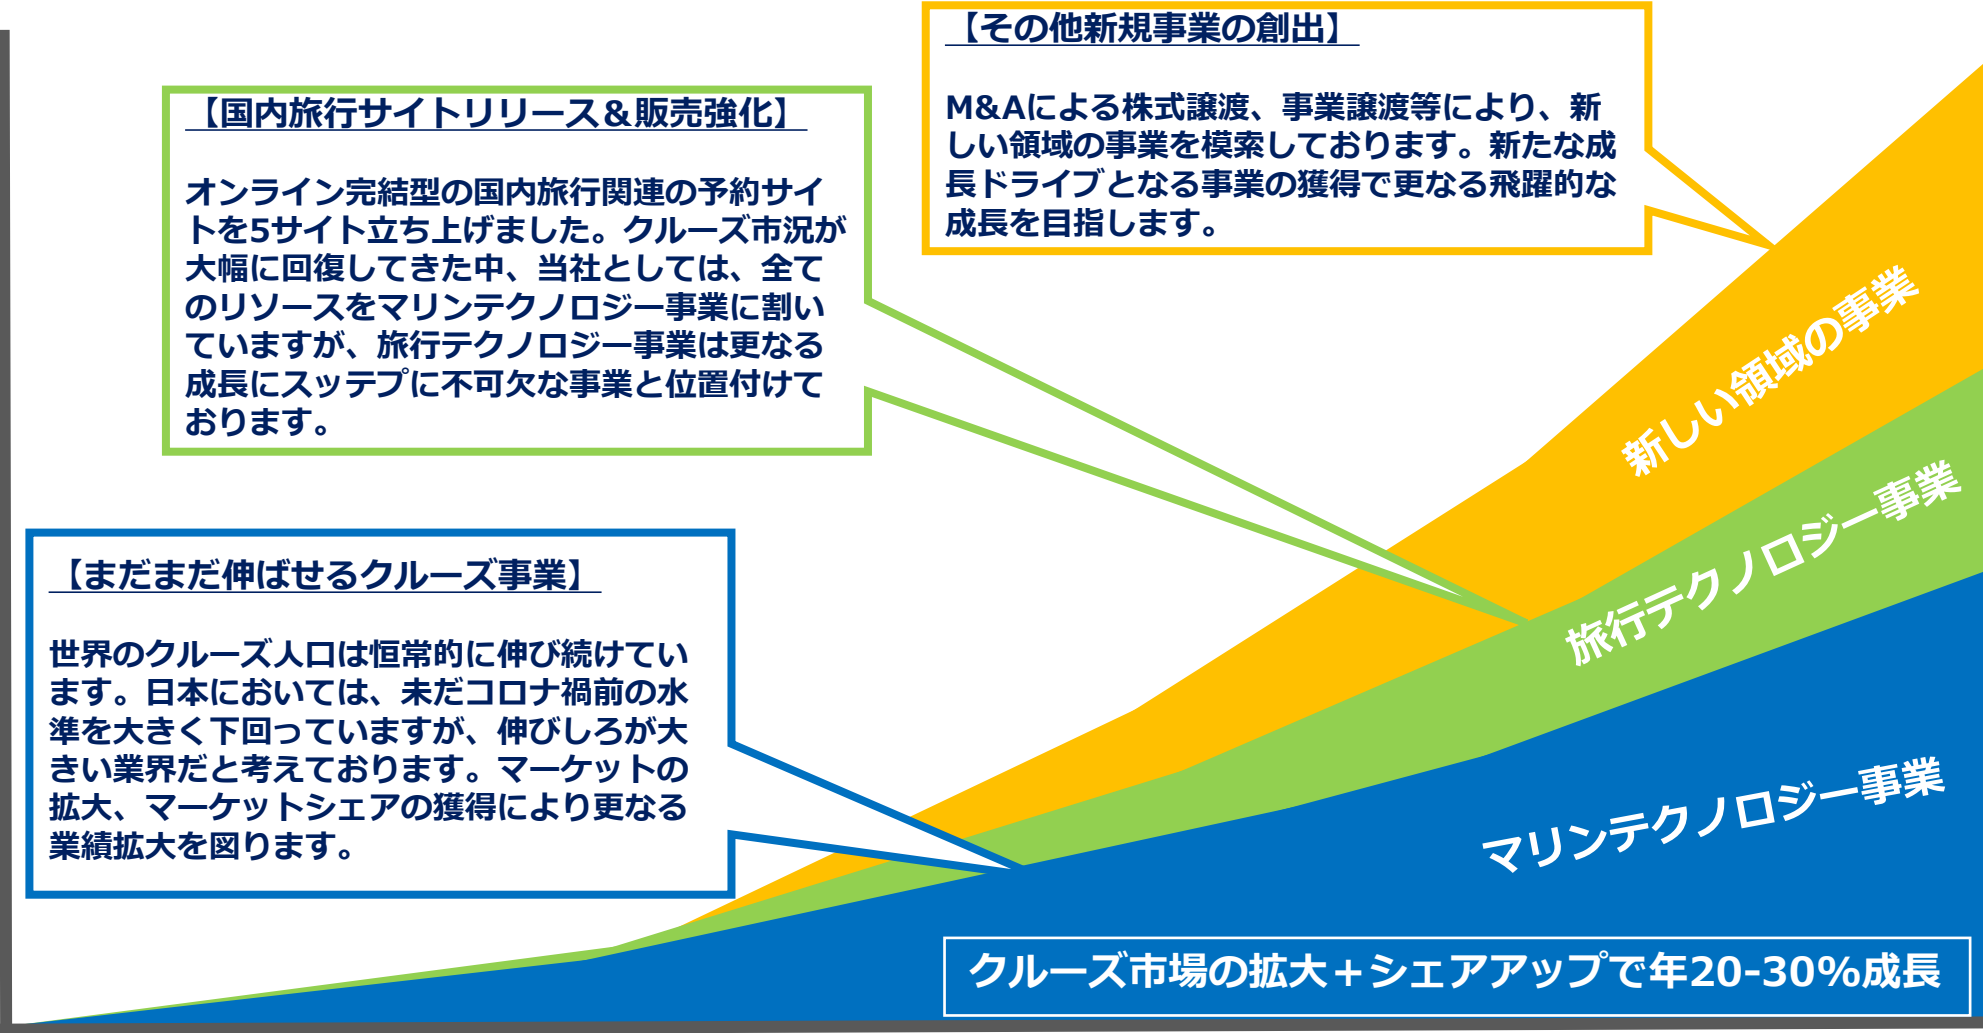 【その他新規事業の創出】
M&Aによる株式譲渡、事業譲渡等により、新
しい領域の事業を模索しております。新たな成
長ドライブとなる事業の獲得で更なる飛躍的な
成長を目指します。
【国内旅行サイトリリース＆販売強化】
オンライン完結型の国内旅行関連の予約サイ
トを5サイト立ち上げました。クルーズ市況が
大幅に回復してきた中、当社としては、全て
のリソースをマリンテクノロジー事業に割い
ていますが、旅行テクノロジー事業は更なる
成長にスッテプに不可欠な事業と位置付けて
おります。
【まだまだ伸ばせるクルーズ事業】
世界のクルーズ人口は恒常的に伸び続けてい
ます。日本においては、未だコロナ禍前の水
準を大きく下回っていますが、伸びしろが大
きい業界だと考えております。マーケットの
拡大、マーケットシェアの獲得により更なる
業績拡大を図ります。
新しい領域の事業
旅行テクノロジー事業
マリンテクノロジー事業
クルーズ市場の拡大＋シェアアップで年20-30%成長